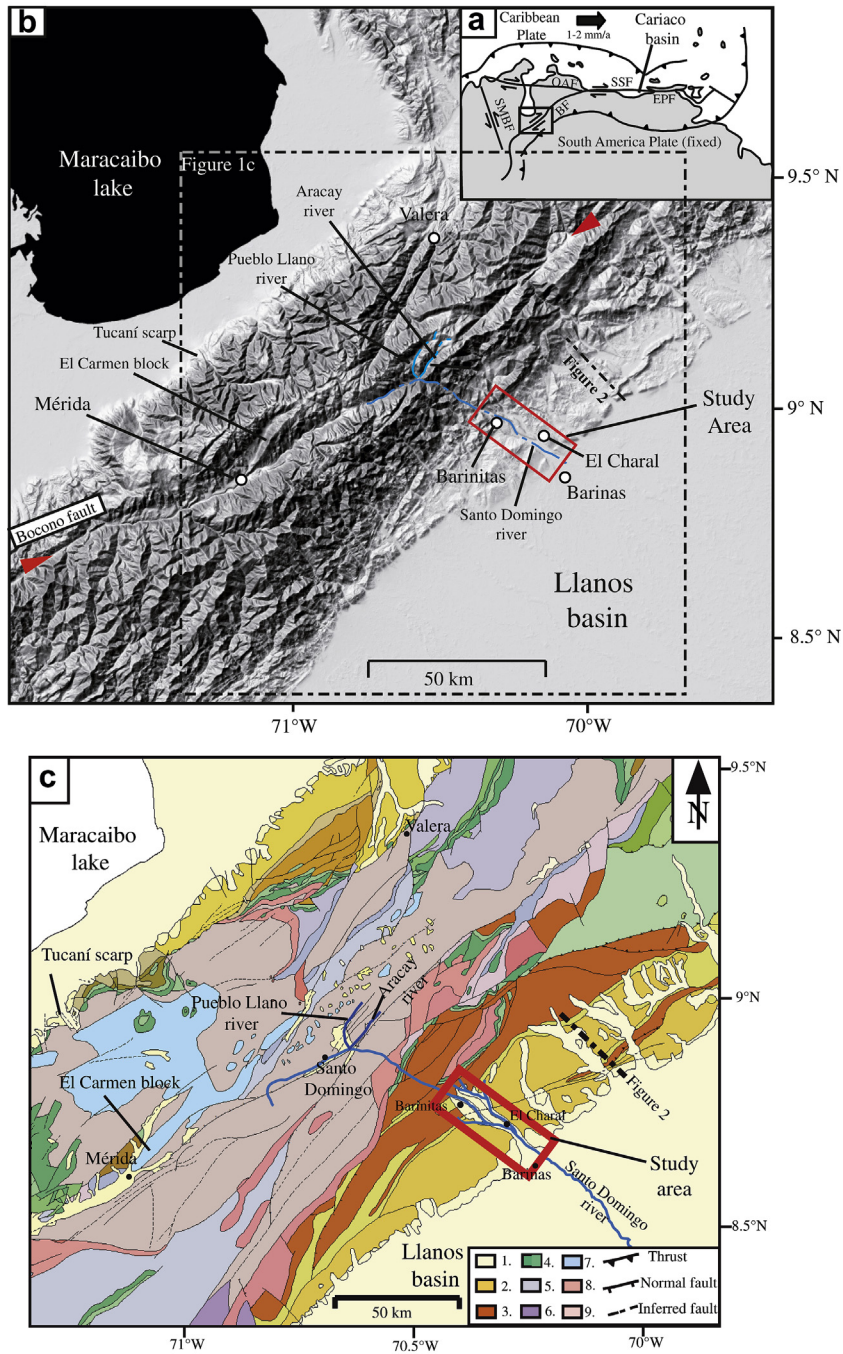 b
a
Caribbean
Plate
1-2 mm/a
Cariaco
basin
OAF
SSF
EPF
SMBF
BF
South America Plate (fixed)
Figure 1c
Maracaibo
lake
Aracay
river
Valera
Pueblo Llano
river
Tucaní scarp
El Carmen block
Mérida
Figure 2
Study
Area
Barinitas
El Charal
Barinas
Santo Domingo
river
Bocono fault
Llanos
basin
50 km
9.5° N
9° N
8.5° N
71°W
70°W
c
N
Maracaibo
lake
Valera
Tucaní scarp
Pueblo Llano
river
Aracay
river
Santo
Domingo
El Carmen block
Mérida
Barinitas
El Charal
Barinas
Figure 2
Study
area
Santo Domingo
river
Llanos
basin
50 km
1. 4. 7. Thrust
2. 5. 8. Normal fault
3. 6. 9. Inferred fault
9.5°N
9°N
8.5°N
71°W
70.5°W
70°W